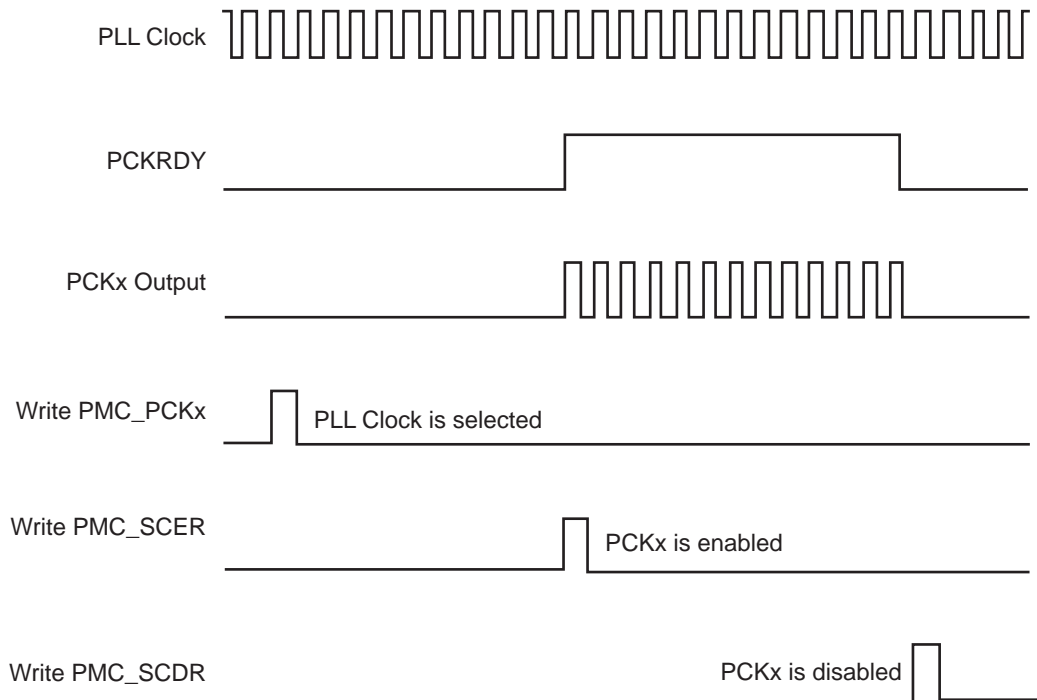 PLL Clock
PCKRDY
PCKx Output
Write PMC_PCKx
PLL Clock is selected
Write PMC_SCER
PCKx is enabled
Write PMC_SCDR
PCKx is disabled